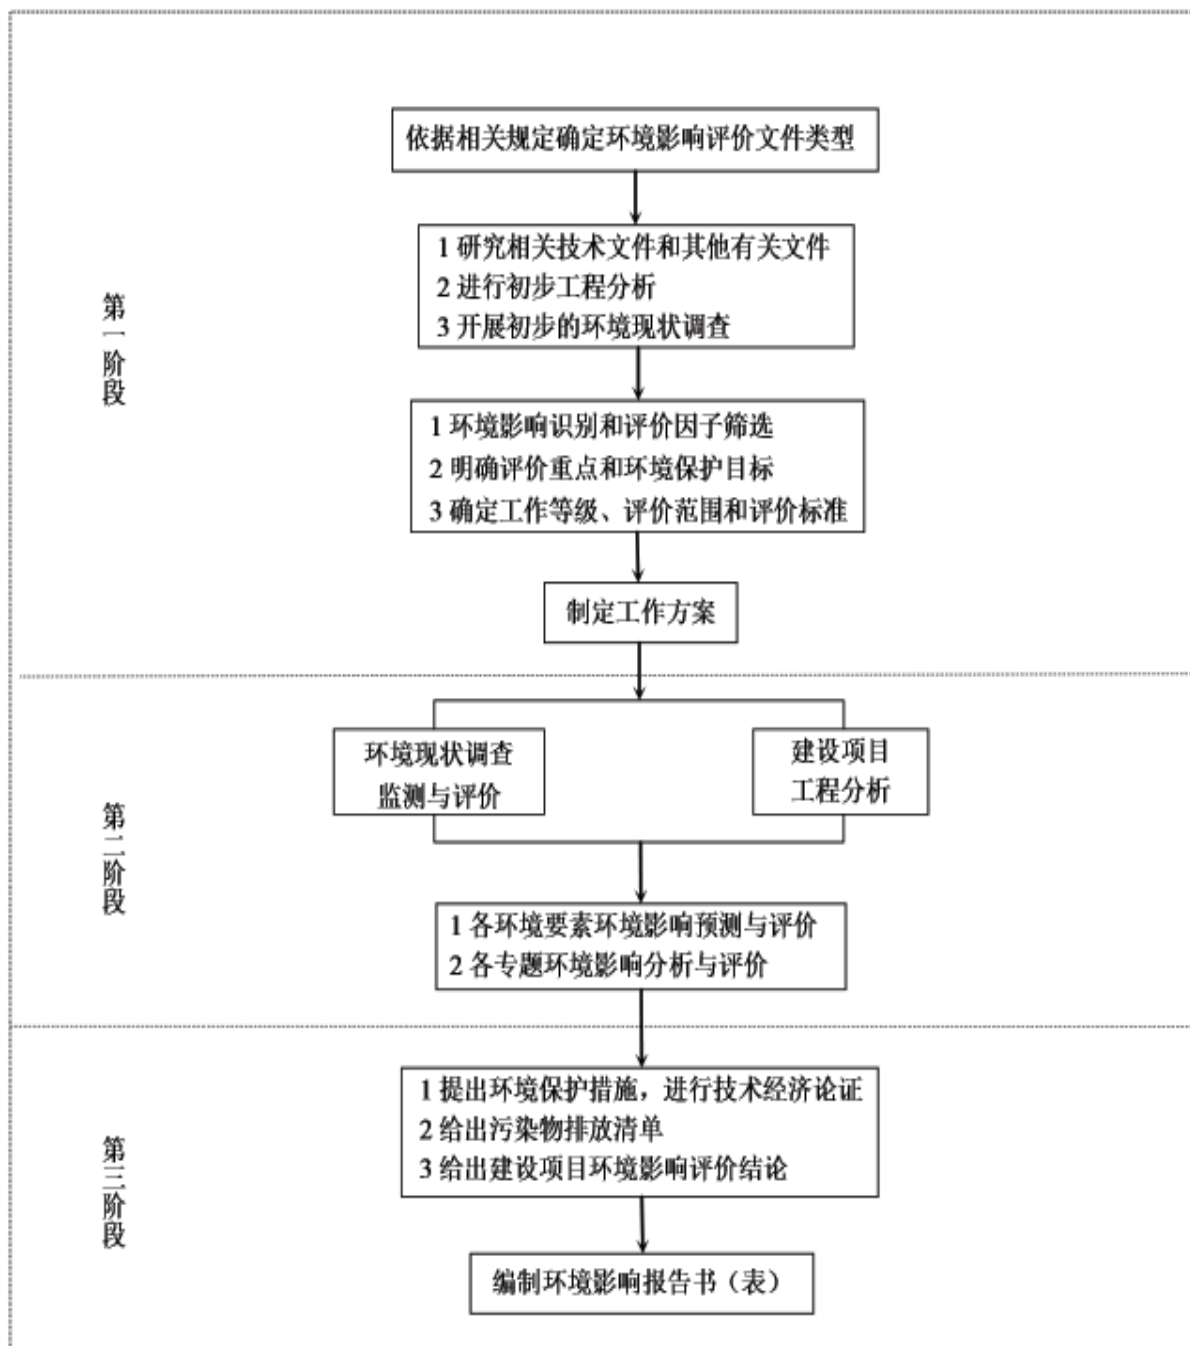 依据相关规定确定环境影响评价文件类型
1 研究相关技术文件和其他有关文件
2 进行初步工程分析
3 开展初步的环境现状调查
第一阶段
1 环境影响识别和评价因子筛选
2 明确评价重点和环境保护目标
3 确定工作等级、评价范围和评价标准
制定工作方案
环境现状调查
监测与评价
建设项目
工程分析
第二阶段
1 各环境要素环境影响预测与评价
2 各专题环境影响分析与评价
1 提出环境保护措施，进行技术经济论证
2 给出污染物排放清单
3 给出建设项目环境影响评价结论
第三阶段
编制环境影响报告书（表）